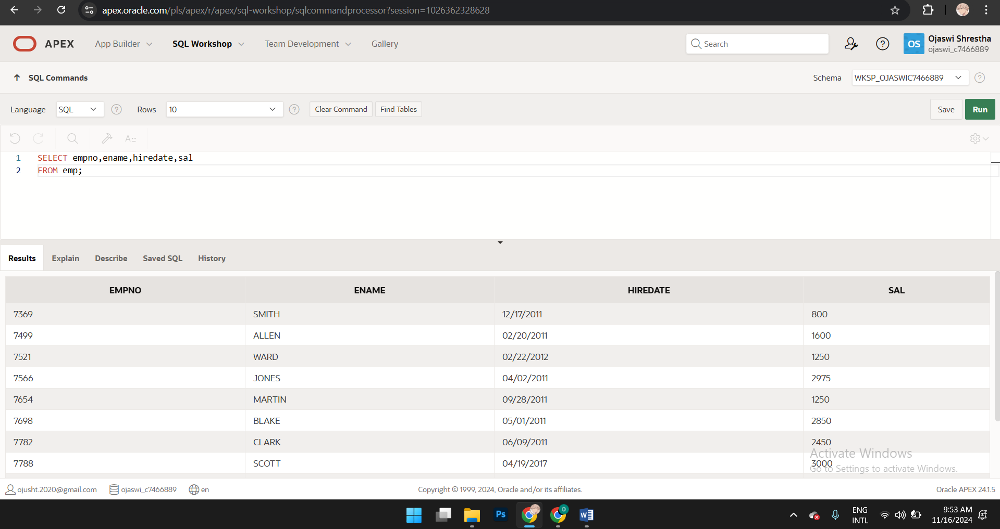 apex.oracle.com/pls/apex/r/apex/sql-workshop/sqlcommandprocessor?session=1026362328628
APEX App Builder SQL Workshop Team Development Gallery Search ? OS Ojaswi Shrestha
ojaswi_c7466889
SQL Commands Schema WKSP_OJASWIC7466889 ?
Language SQL ? Rows 10 ? Clear Command Find Tables Save Run
A
1 SELECT empno,ename,hiredate,sal
2 FROM emp;
Results Explain Describe Saved SQL History
EMPNO ENAME HIREDATE SAL
7369 SMITH 12/17/2011 800
7499 ALLEN 02/20/2011 1600
7521 WARD 02/22/2012 1250
7566 JONES 04/02/2011 2975
7654 MARTIN 09/28/2011 1250
7698 BLAKE 05/01/2011 2850
7782 CLARK 06/09/2011 2450
7788 SCOTT 04/19/2017 3000
Activate Windows
Go to Settings to activate Windows.
ojusht.2020@gmail.com ojaswi_c7466889 en Copyright © 1999, 2024, Oracle and/or its affiliates. Oracle APEX 24.1.5
Ps O W ENG
INTL
9:53 AM
11/16/2024